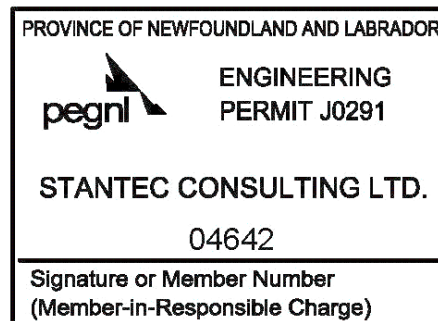 PROVINCE OF NEWFOUNDLAND AND LABRADOR
pegnl
ENGINEERING
PERMIT J0291
STANTEC CONSULTING LTD.
04642
Signature or Member Number
(Member-in-Responsible Charge)